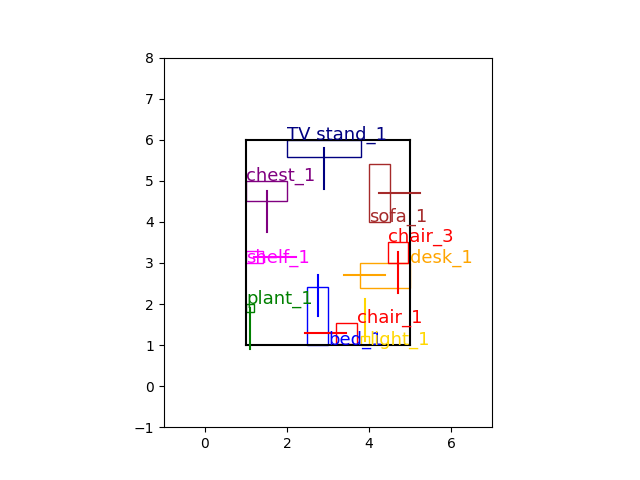 8
7
6
5
4
3
2
1
0
−1
0
2
4
6
TV stand_1
chest_1
sofa_1
chair_3
shelf_1
desk_1
plant_1
chair_1
bed_1
light_1